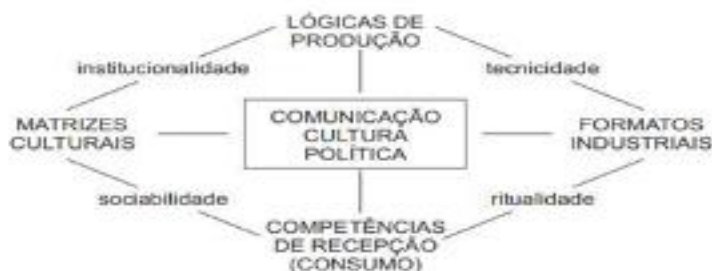 LÓGICAS DE
PRODUÇÃO
institucionalidade
tecnicidade
MATRIZES
CULTURAIS
COMUNICAÇÃO
CULTURA
POLÍTICA
FORMATOS
INDUSTRIAIS
sociabilidade
ritualidade
COMPETÊNCIAS
DE RECEPÇÃO
(CONSUMO)